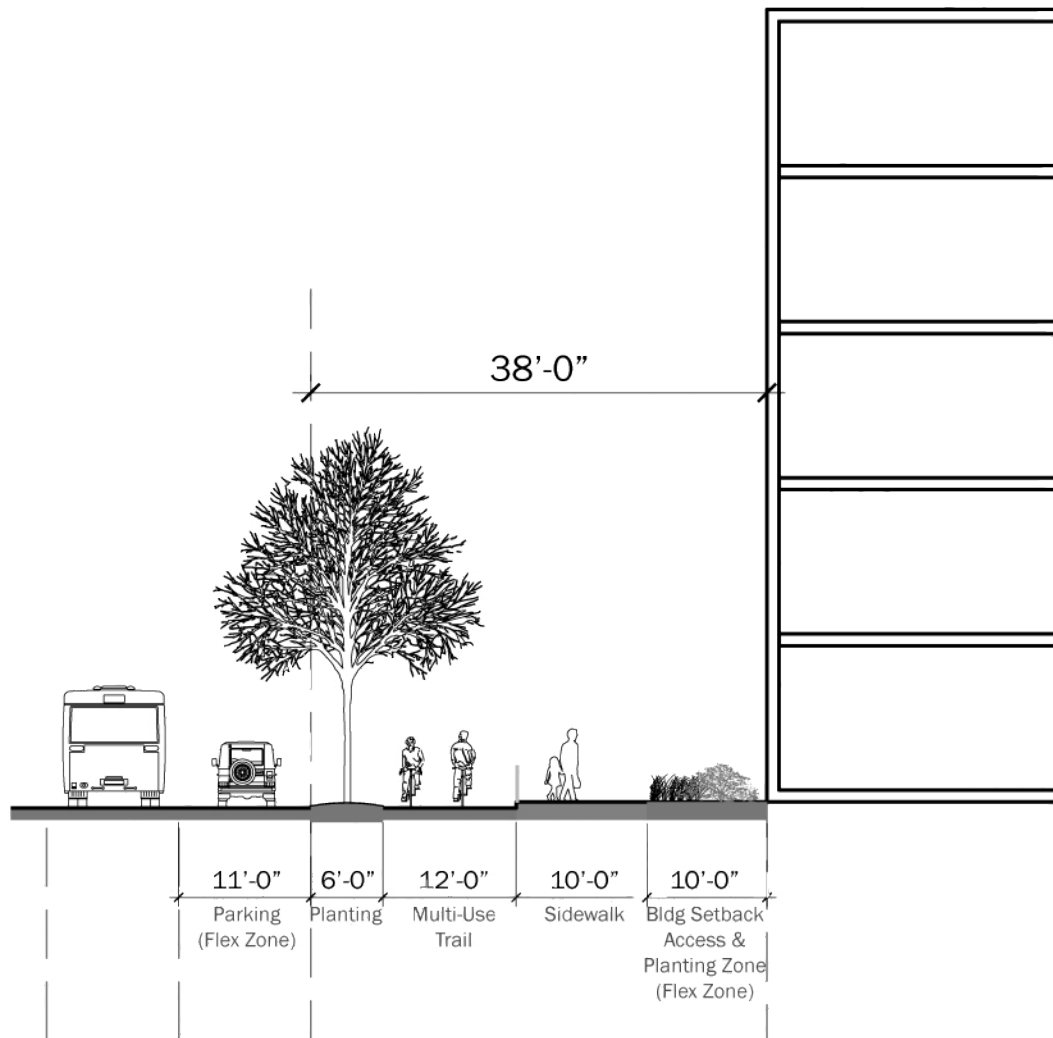 38’-0”
11’-0”
6’-0”
12’-0”
10’-0”
10’-0”
Parking
(Flex Zone)
Planting
Multi-Use
Trail
Sidewalk
Bldg Setback
Access &
Planting Zone
(Flex Zone)